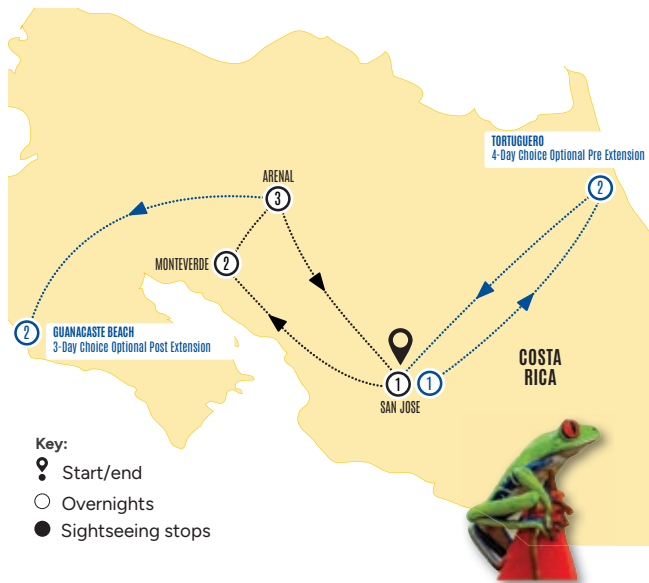 TORTUGUERO
4-Day Choice Optional Pre Extension
2
ARENAL
3
MONTEVERDE
2
2
GUANACASTE BEACH
3-Day Choice Optional Post Extension
COSTA
RICA
1
1
SAN JOSE
Key:
Start/end
Overnights
Sightseeing stops